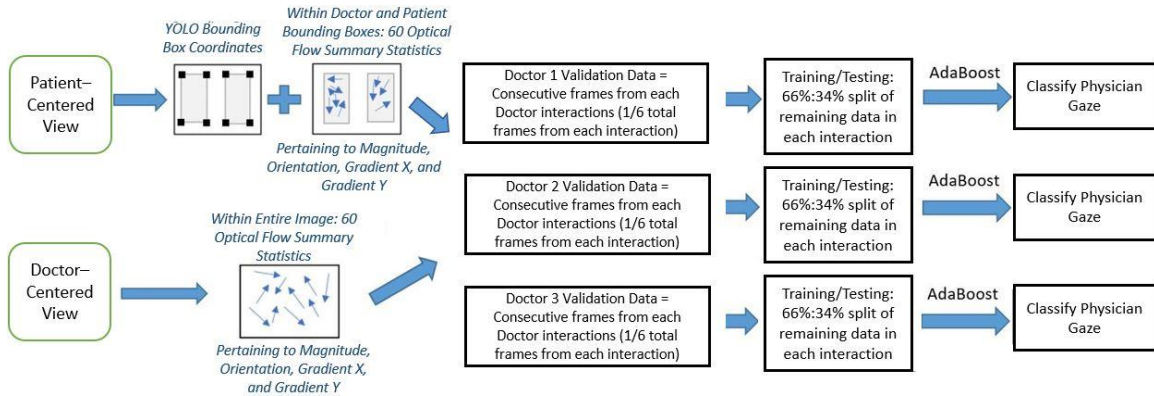 Patient–
Centered
View
YOLO Bounding
Box Coordinates
Within Doctor and Patient
Bounding Boxes: 60 Optical
Flow Summary Statistics
Pertaining to Magnitude,
Orientation, Gradient X, and
Gradient Y
Doctor–
Centered
View
Within Entire Image: 60
Optical Flow Summary
Statistics
Pertaining to Magnitude,
Orientation, Gradient X,
and Gradient Y
Doctor 1 Validation Data =
Consecutive frames from each
Doctor interactions (1/6 total
frames from each interaction)
Training/Testing:
66%:34% split of
remaining data in
each interaction
AdaBoost
Classify Physician
Gaze
Doctor 2 Validation Data =
Consecutive frames from each
Doctor interactions (1/6 total
frames from each interaction)
Training/Testing:
66%:34% split of
remaining data in
each interaction
AdaBoost
Classify Physician
Gaze
Doctor 3 Validation Data =
Consecutive frames from each
Doctor interactions (1/6 total
frames from each interaction)
Training/Testing:
66%:34% split of
remaining data in
each interaction
AdaBoost
Classify Physician
Gaze